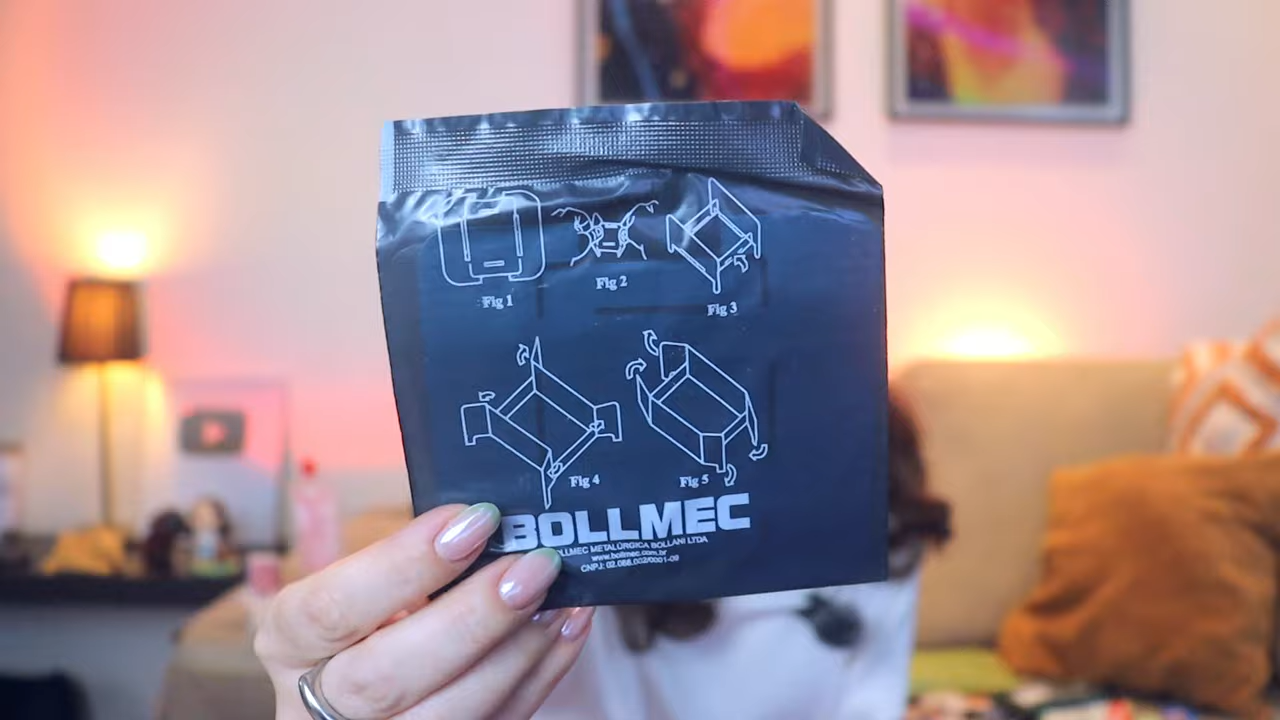 Fig 1
Fig 2
Fig 3
Fig 4
Fig 5
BOLLMEC
BOLLMEC METALÚRGICA BOLLANI LTDA
www.bollmec.com.br
CNPJ: 02.088.002/0001-09